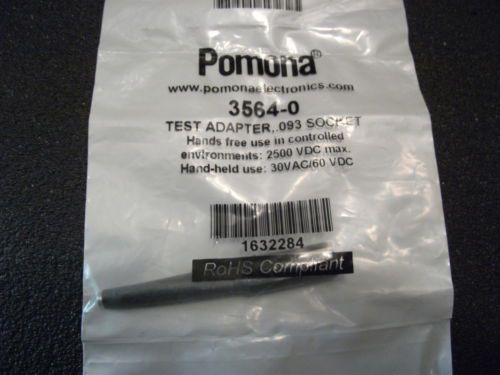 Pomona®
www.pomonaelectronics.com
3564-0
TEST ADAPTER,.093 SOCKET
Hands free use in controlled
environments: 2500 VDC max.
Hand-held use: 30VAC/60 VDC
1632284
RoHS Compliant